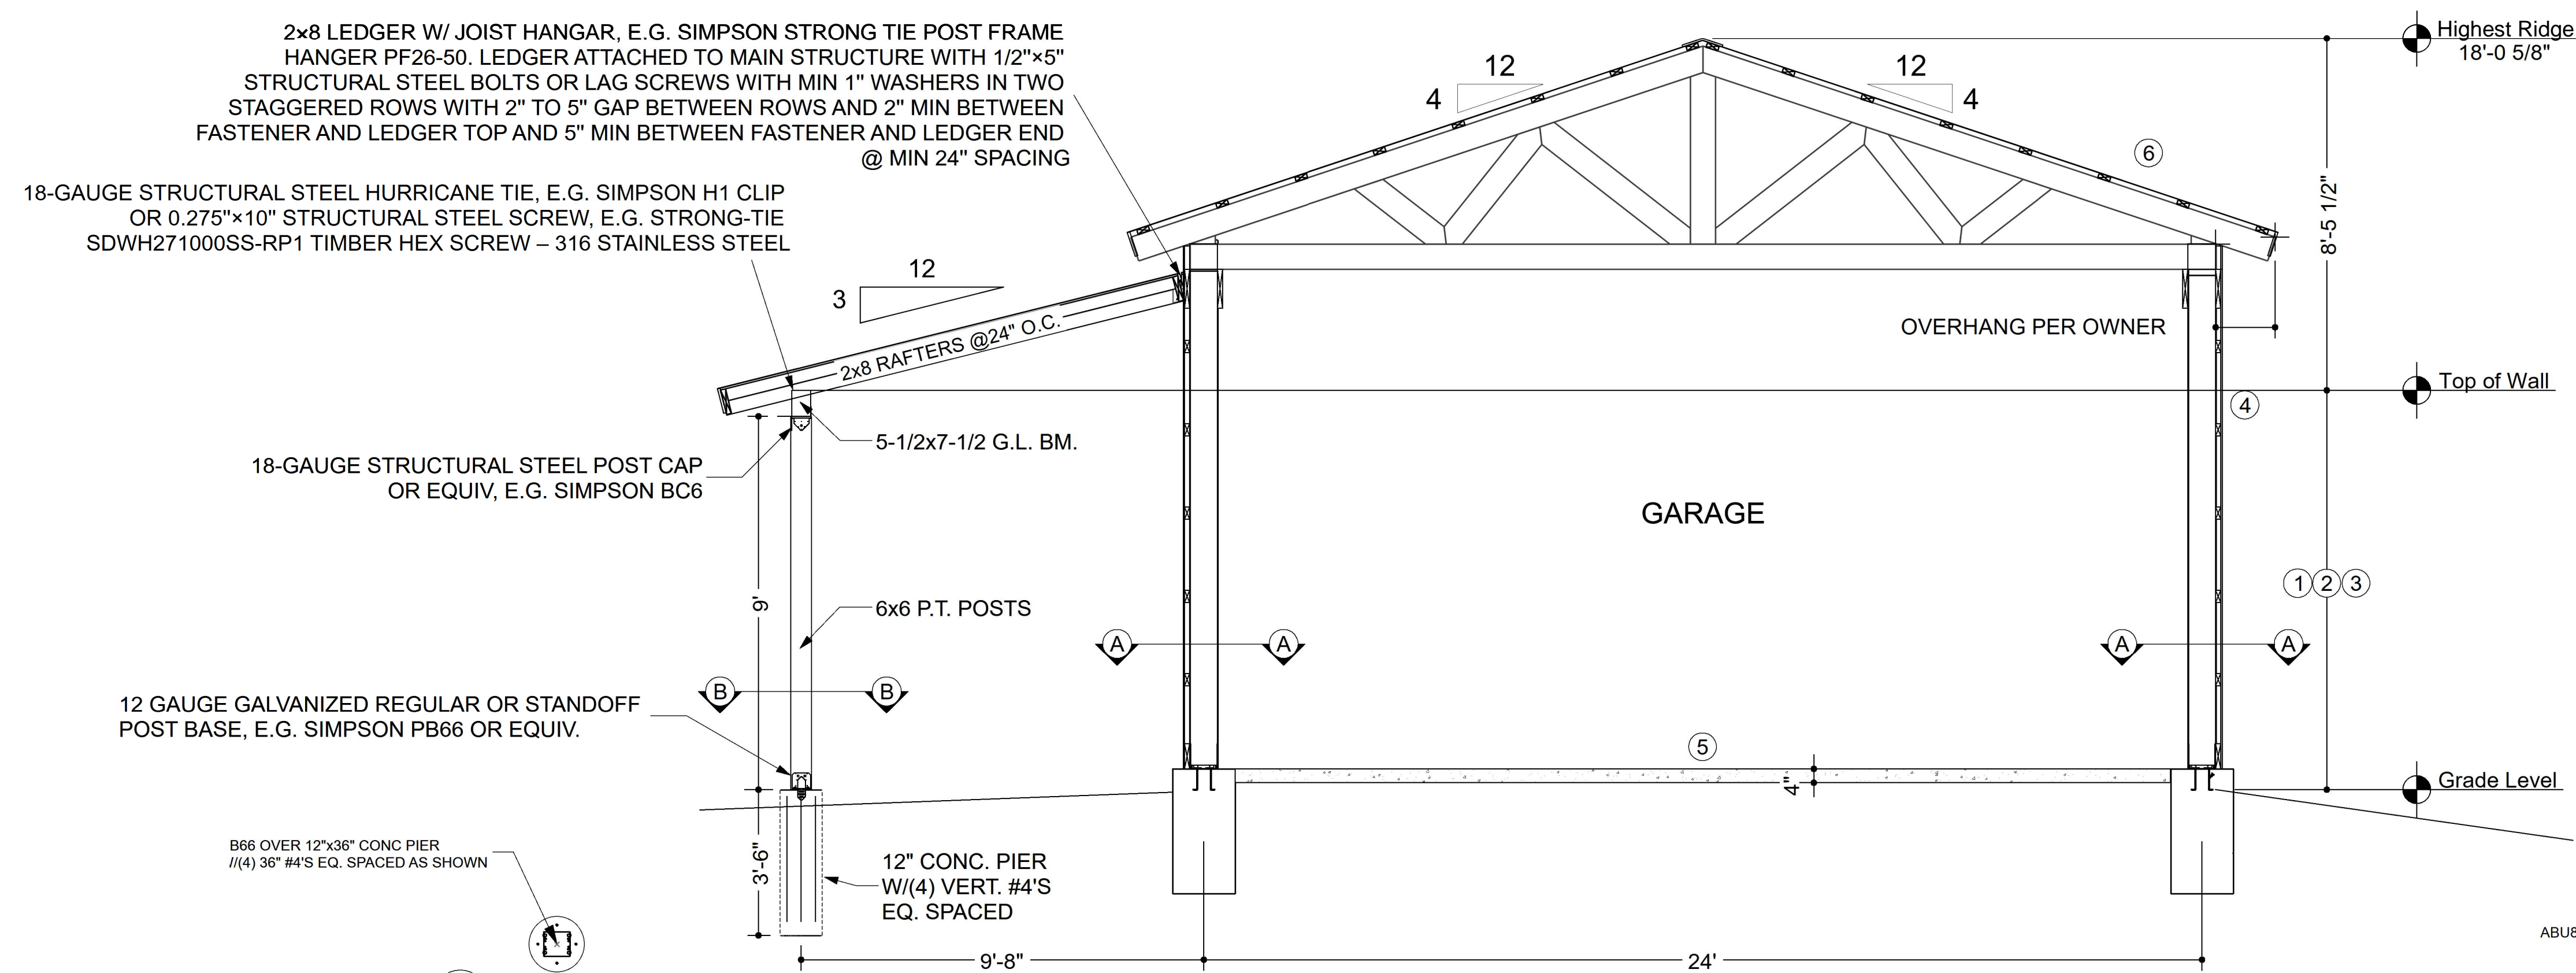 2×8 LEDGER W/ JOIST HANGAR, E.G. SIMPSON STRONG TIE POST FRAME
HANGER PF26-50. LEDGER ATTACHED TO MAIN STRUCTURE WITH 1/2"×5"
STRUCTURAL STEEL BOLTS OR LAG SCREWS WITH MIN 1" WASHERS IN TWO
STAGGERED ROWS WITH 2" TO 5" GAP BETWEEN ROWS AND 2" MIN BETWEEN
FASTENER AND LEDGER TOP AND 5" MIN BETWEEN FASTENER AND LEDGER END
@ MIN 24" SPACING
18-GAUGE STRUCTURAL STEEL HURRICANE TIE, E.G. SIMPSON H1 CLIP
OR 0.275"×10" STRUCTURAL STEEL SCREW, E.G. STRONG-TIE
SDWH271000SS-RP1 TIMBER HEX SCREW – 316 STAINLESS STEEL
12
4
12
4
Highest Ridge
18'-0 5/8"
6
8'-5 1/2"
12
3
2x8 RAFTERS @24" O.C.
OVERHANG PER OWNER
Top of Wall
4
5-1/2x7-1/2 G.L. BM.
18-GAUGE STRUCTURAL STEEL POST CAP
OR EQUIV, E.G. SIMPSON BC6
GARAGE
9'
6x6 P.T. POSTS
1 2 3
A A
A A
B B
12 GAUGE GALVANIZED REGULAR OR STANDOFF
POST BASE, E.G. SIMPSON PB66 OR EQUIV.
5
4"
Grade Level
B66 OVER 12"x36" CONC PIER
//(4) 36" #4'S EQ. SPACED AS SHOWN
3'-6"
12" CONC. PIER
W/(4) VERT. #4'S
EQ. SPACED
9'-8"
24'
ABU8